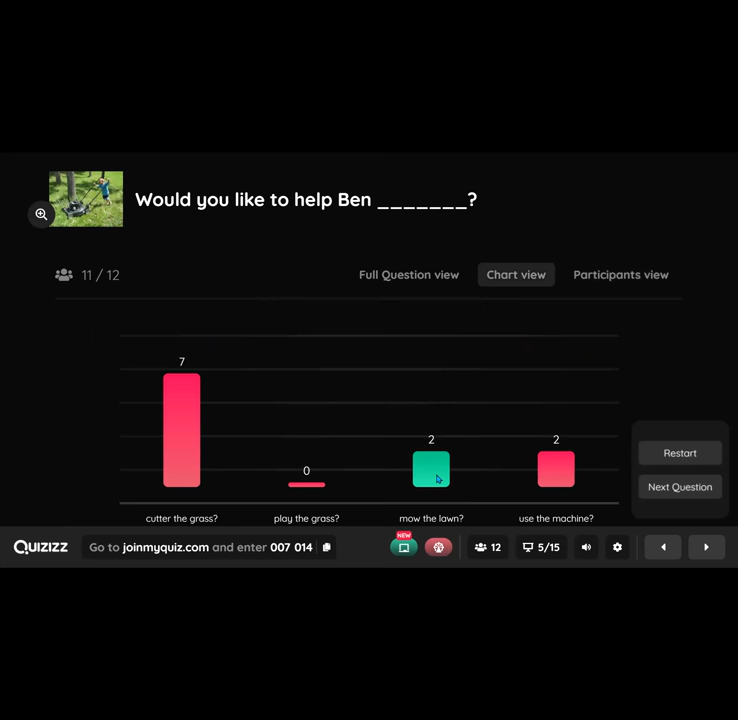 Would you like to help Ben _______?
11 / 12
Full Question view
Chart view
Participants view
7
0
2
2
cutter the grass?
play the grass?
mow the lawn?
use the machine?
Restart
Next Question
QUIZIZZ
Go to joinmyquiz.com and enter 007 014
NEW
12
5/15